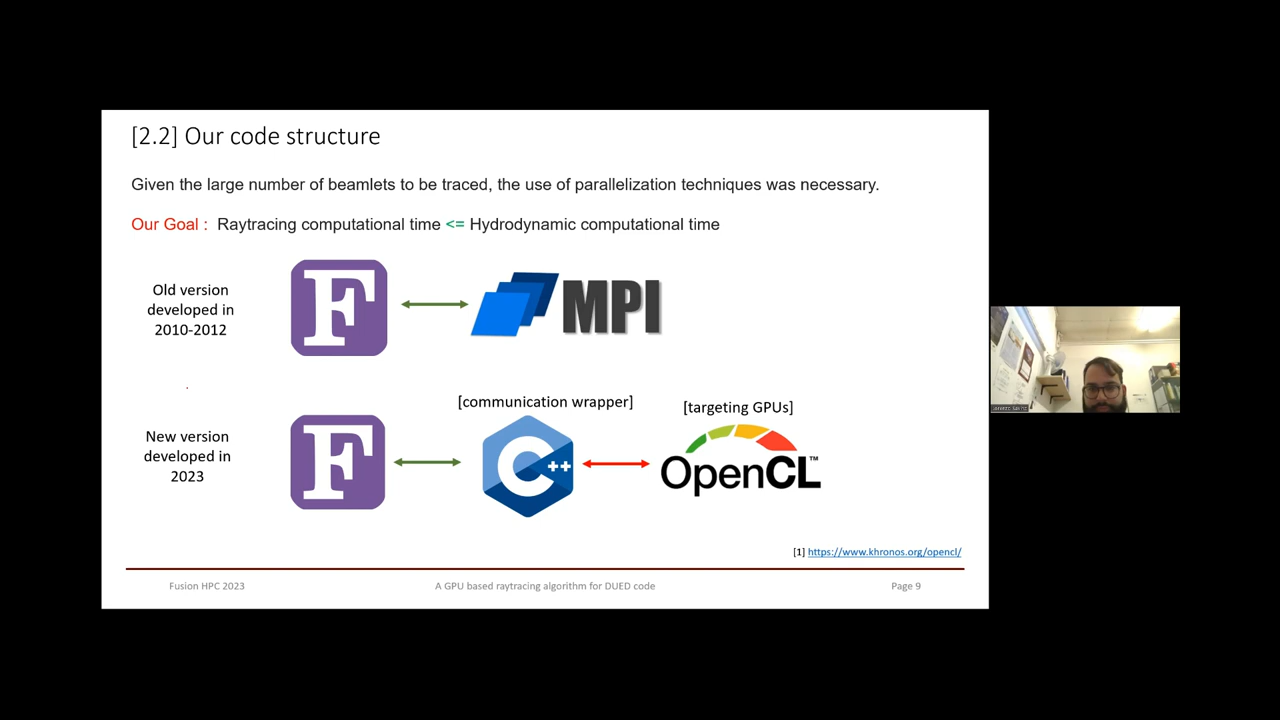 [2.2] Our code structure
Given the large number of beamlets to be traced, the use of parallelization techniques was necessary.
Our Goal : Raytracing computational time <= Hydrodynamic computational time
Old version
developed in
2010-2012
F
MPI
[communication wrapper]
[targeting GPUs]
New version
developed in
2023
F
C++
OpenCL™
[1] https://www.khronos.org/opencl/
Fusion HPC 2023
A GPU based raytracing algorithm for DUED code
Page 9